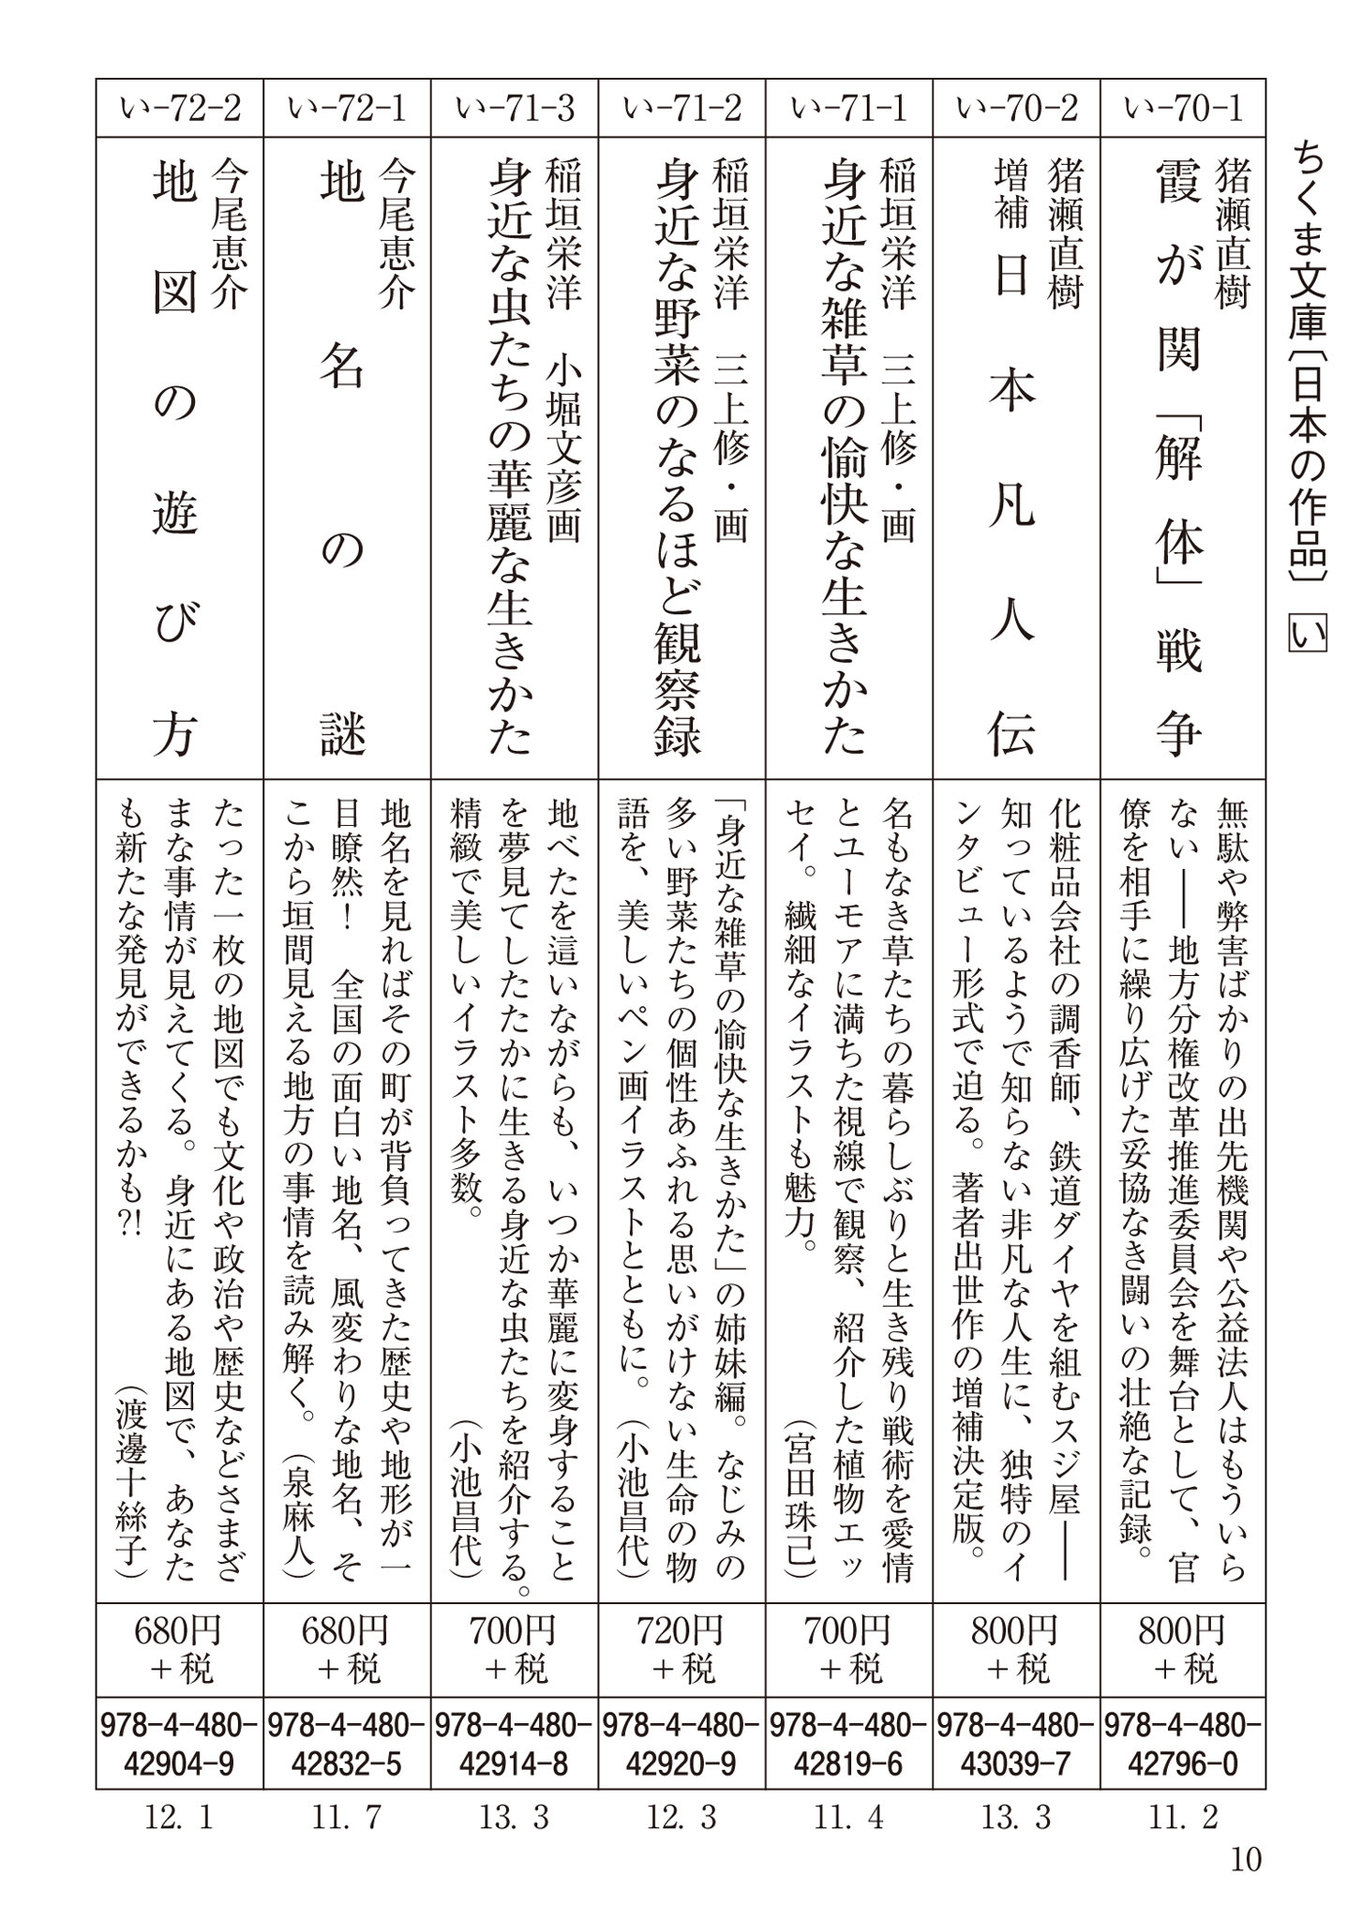 ちくま文庫〔日本の作品〕 い
い-70-1
猪瀬直樹
霞が関「解体」戦争
無駄や弊害ばかりの出先機関や公益法人はもういら
ない――地方分権改革推進委員会を舞台として、官
僚を相手に繰り広げた妥協なき闘いの壮絶な記録。
800円
+税
978-4-480-
42796-0
11. 2
い-70-2
猪瀬直樹
増補 日本凡人伝
化粧品会社の調香師、鉄道ダイヤを組むスジ屋――
知っているようで知らない非凡な人生に、独特のイ
ンタビュー形式で迫る。著者出世作の増補決定版。
800円
+税
978-4-480-
43039-7
13. 3
い-71-1
稲垣栄洋 三上修・画
身近な雑草の愉快な生きかた
名もなき草たちの暮らしぶりと生き残り戦術を愛情
とユーモアに満ちた視線で観察、紹介した植物エッ
セイ。繊細なイラストも魅力。 (宮田珠己)
700円
+税
978-4-480-
42819-6
11. 4
い-71-2
稲垣栄洋 三上修・画
身近な野菜のなるほど観察録
「身近な雑草の愉快な生きかた」の姉妹編。なじみの
多い野菜たちの個性あふれる思いがけない生命の物
語を、美しいペン画イラストとともに。 (小池昌代)
720円
+税
978-4-480-
42920-9
12. 3
い-71-3
稲垣栄洋 小堀文彦画
身近な虫たちの華麗な生きかた
地べたを這いながらも、いつか華麗に変身すること
を夢見てしたたかに生きる身近な虫たちを紹介する。
精緻で美しいイラスト多数。 (小池昌代)
700円
+税
978-4-480-
42914-8
13. 3
い-72-1
今尾恵介
地名の謎
地名を見ればその町が背負ってきた歴史や地形が一
目瞭然! 全国の面白い地名、風変わりな地名、そ
こから垣間見える地方の事情を読み解く。 (泉麻人)
680円
+税
978-4-480-
42832-5
11. 7
い-72-2
今尾恵介
地図の遊び方
たった一枚の地図でも文化や政治や歴史などさまざ
まな事情が見えてくる。身近にある地図で、あなた
も新たな発見ができるかも?! (渡邊十絲子)
680円
+税
978-4-480-
42904-9
12. 1
10